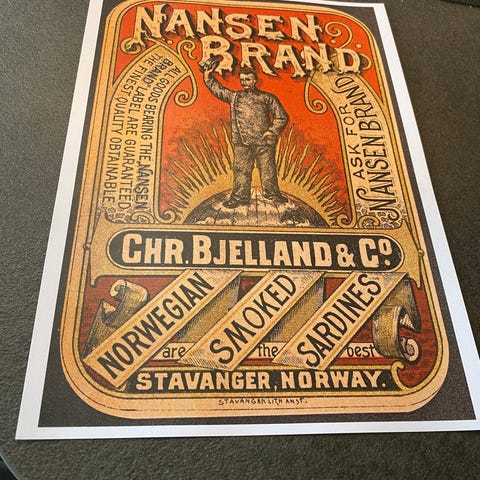 NANSEN
BRAND
ALL GOODS BEARING THE NANSEN
BRAND LABEL ARE GUARANTEED
THE FINEST QUALITY OBTAINABLE
ASK FOR
NANSEN BRAND
CHR. BJELLAND & Co
NORWEGIAN
SMOKED
SARDINES
are the best
STAVANGER, NORWAY.
STAVANGER LITH. ANST.